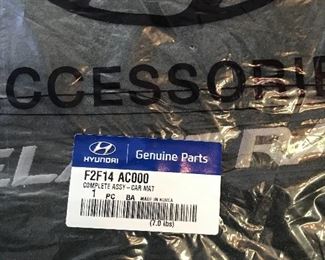 CCESSORIE
ELANTRA
HYUNDAI
Genuine Parts
F2F14 AC000
COMPLETE ASSY-CAR MAT
1 PC BA MADE IN KOREA
(7.0 lbs)